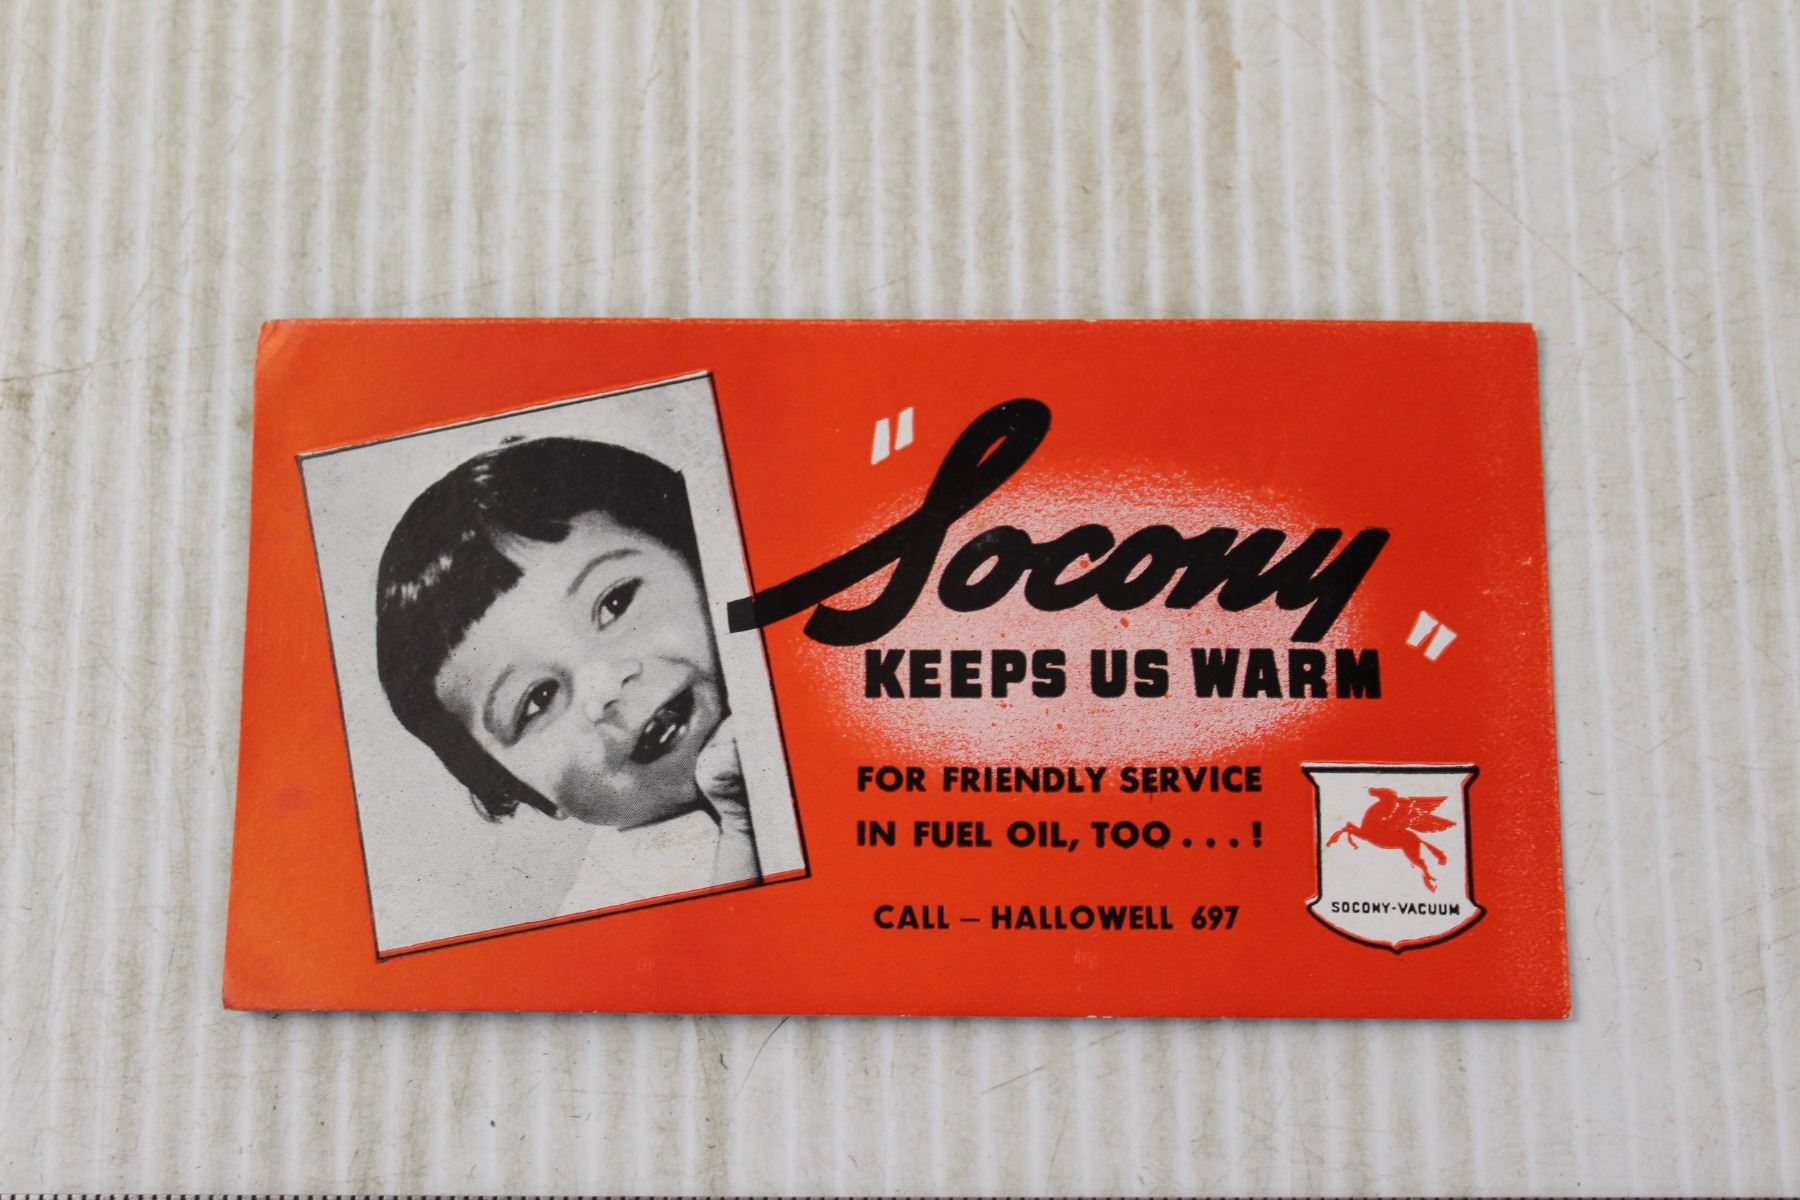 "Socony
KEEPS US WARM"
FOR FRIENDLY SERVICE
IN FUEL OIL, TOO...!
CALL - HALLOWELL 697
SOCONY-VACUUM